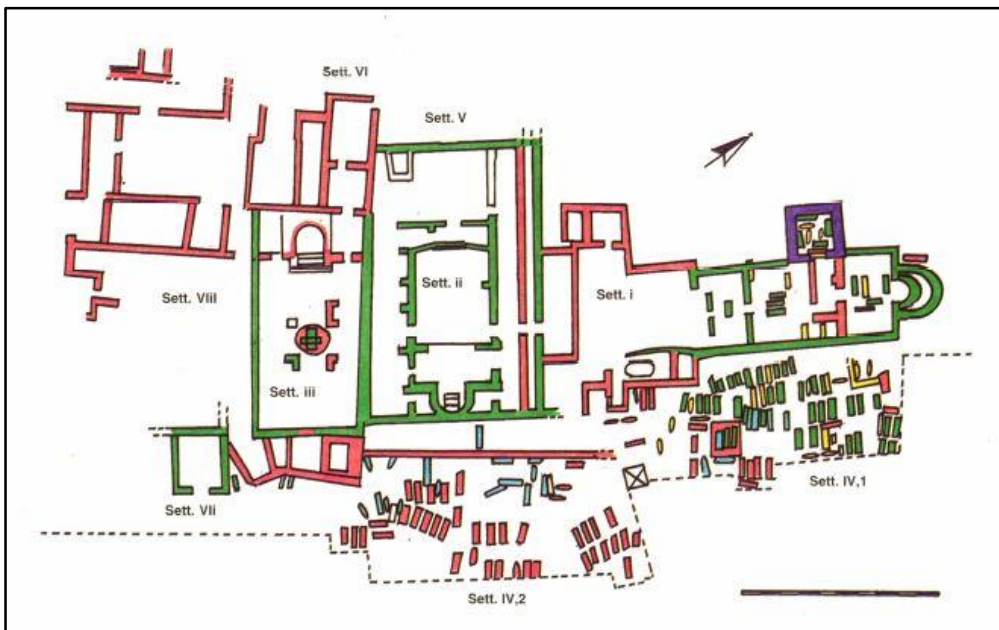 Sett. VI
Sett. V
Sett. ii
Sett. i
Sett. VIII
Sett. iii
Sett. VIi
Sett. IV,1
Sett. IV,2